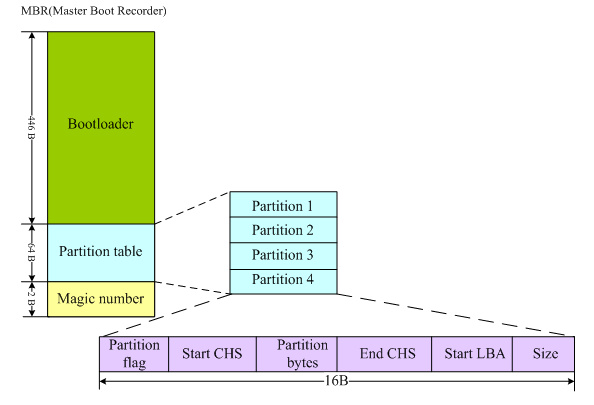 MBR(Master Boot Recorder)
446 B
Bootloader
64 B
Partition table
2 B
Magic number
Partition 1
Partition 2
Partition 3
Partition 4
Partition
flag
Start CHS
Partition
bytes
End CHS
Start LBA
Size
16B